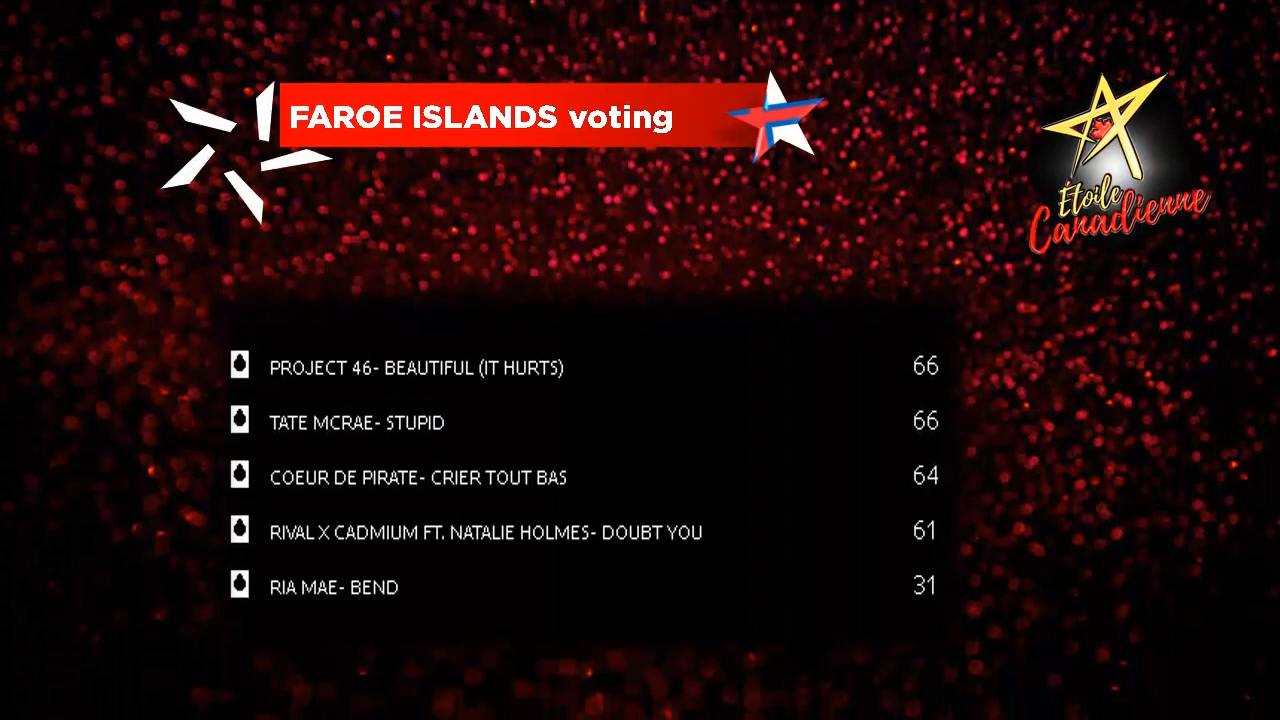 FAROE ISLANDS voting
Étoile
Canadienne
PROJECT 46- BEAUTIFUL (IT HURTS) 66
TATE MCRAE- STUPID 66
COEUR DE PIRATE- CRIER TOUT BAS 64
RIVAL X CADMIUM FT. NATALIE HOLMES- DOUBT YOU 61
RIA MAE- BEND 31